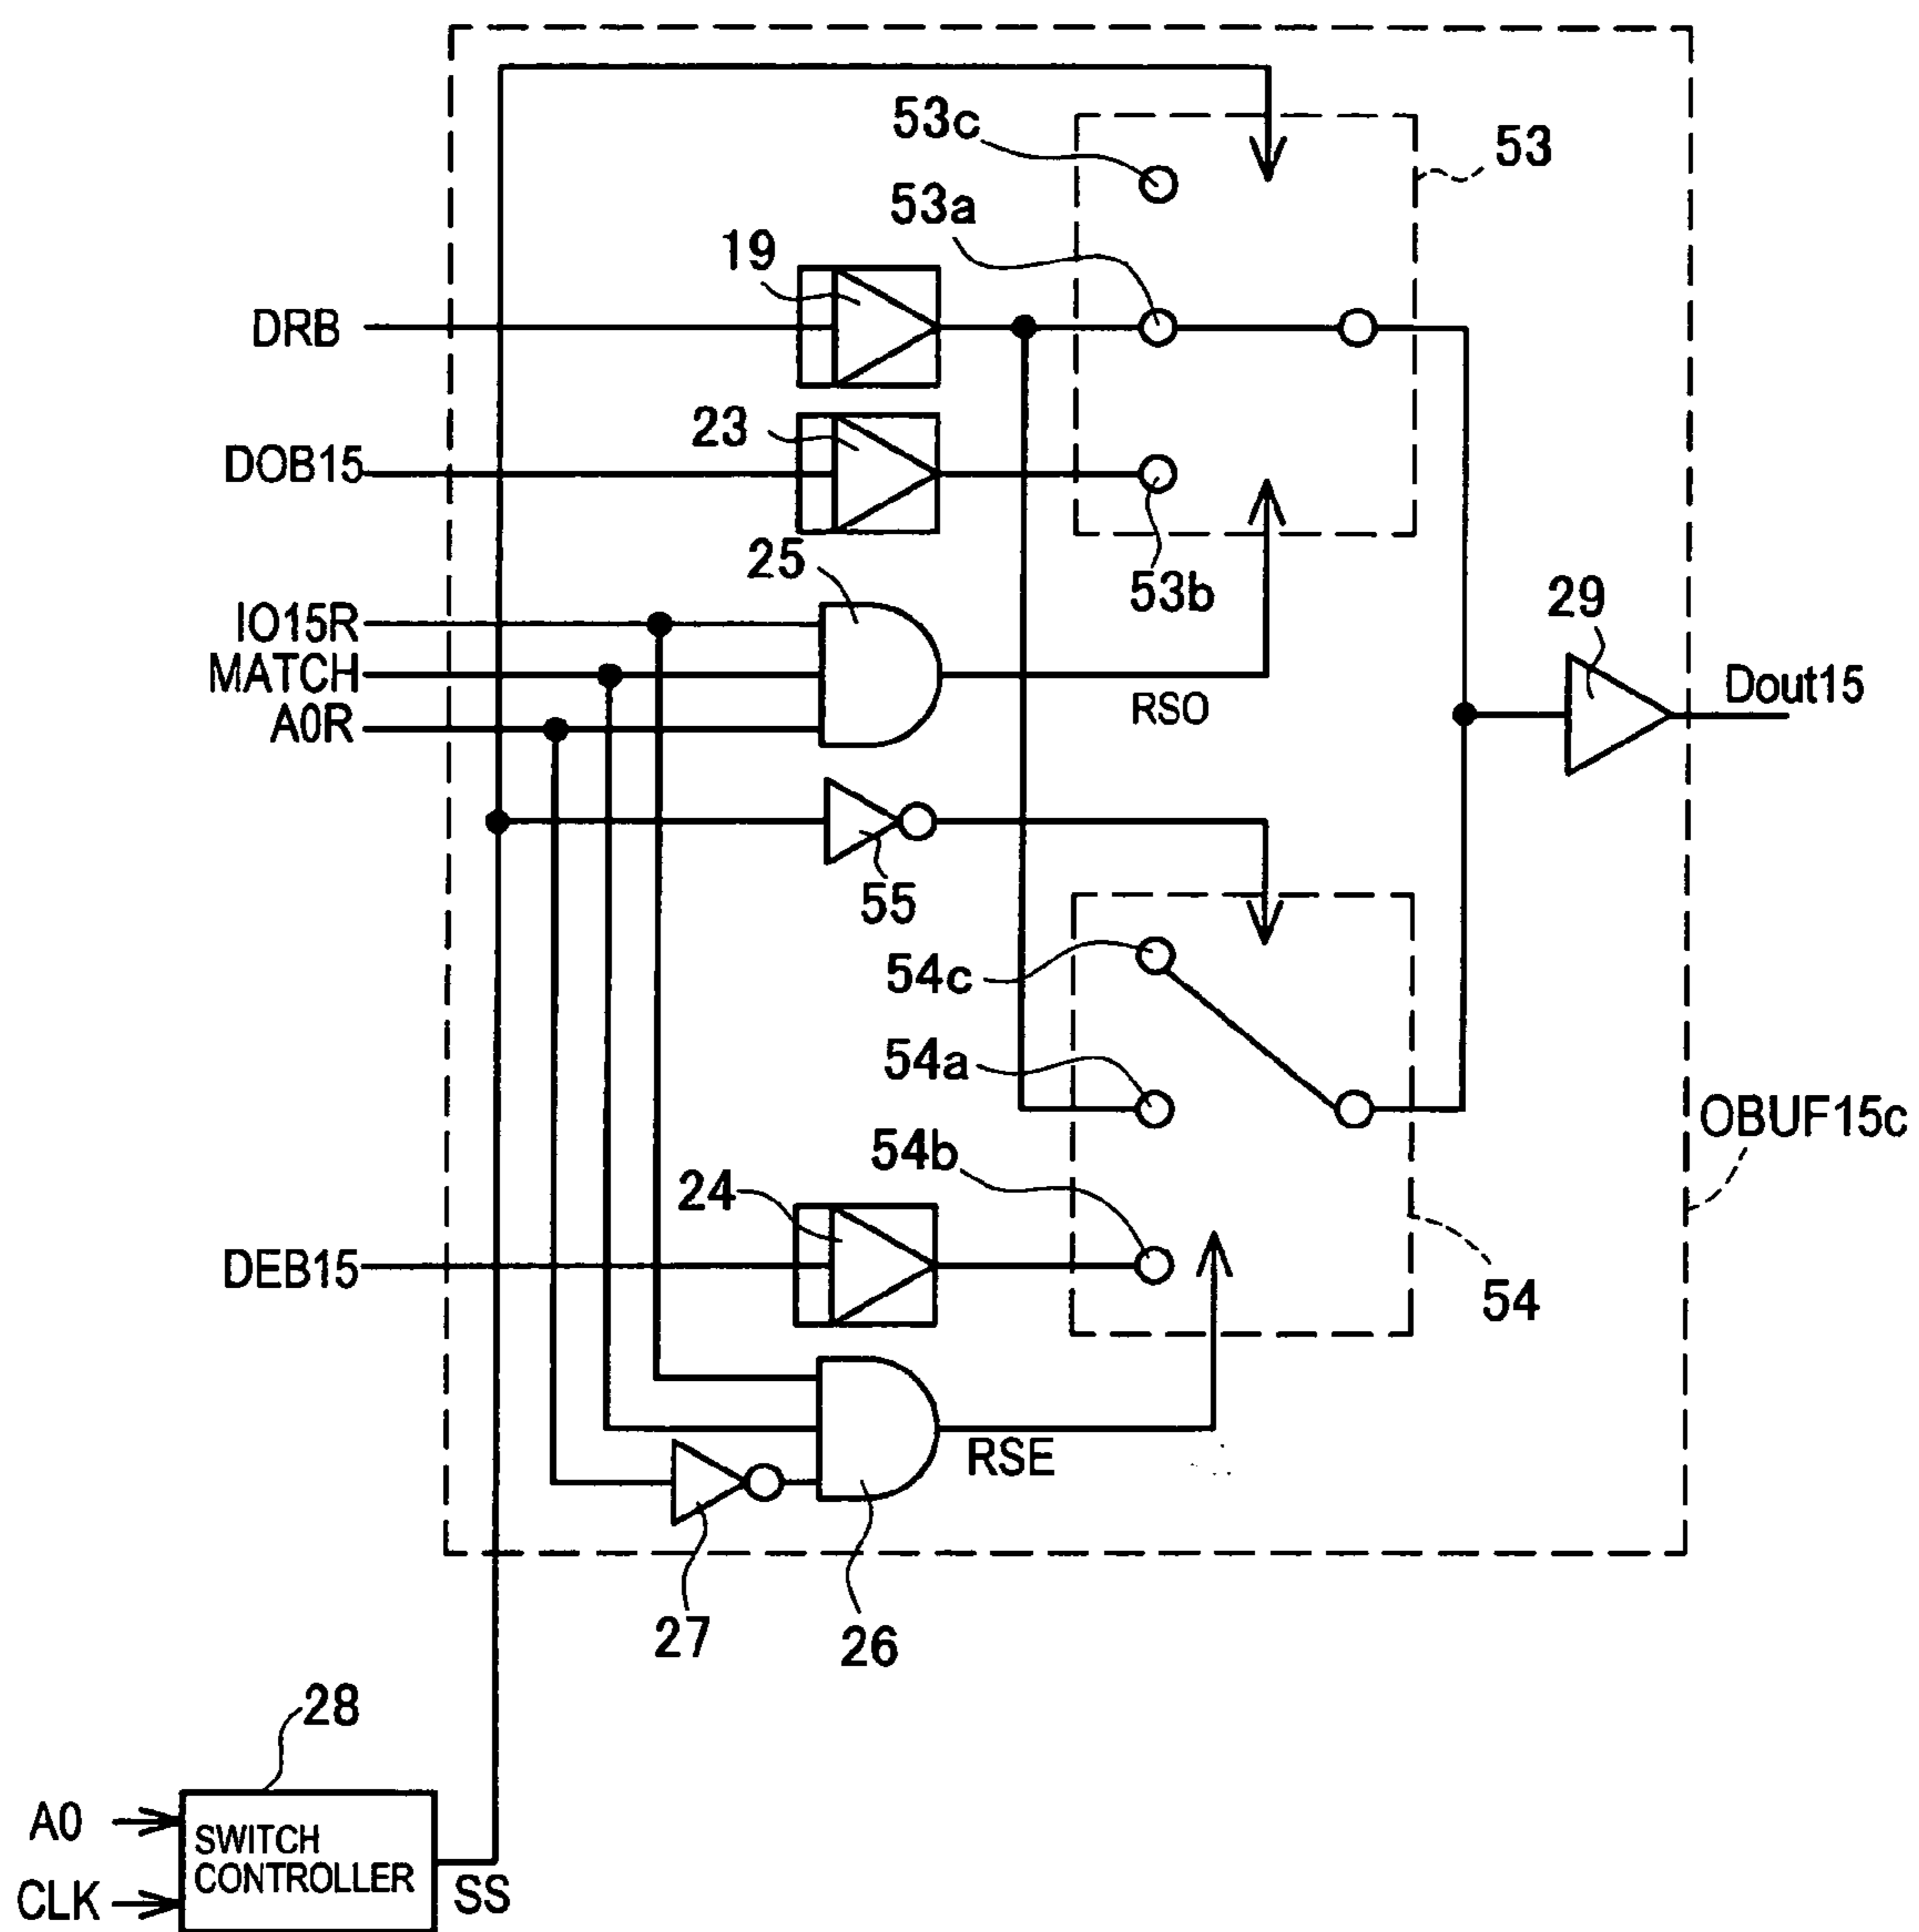 53c
53
53a
19
DRB
23
DOB15
25
53b
IO15R
MATCH
A0R
RSO
29
Dout15
55
54c
54a
OBUF15c
54b
24
DEB15
54
RSE
27
26
28
A0
SWITCH
CONTROLLER
CLK
SS